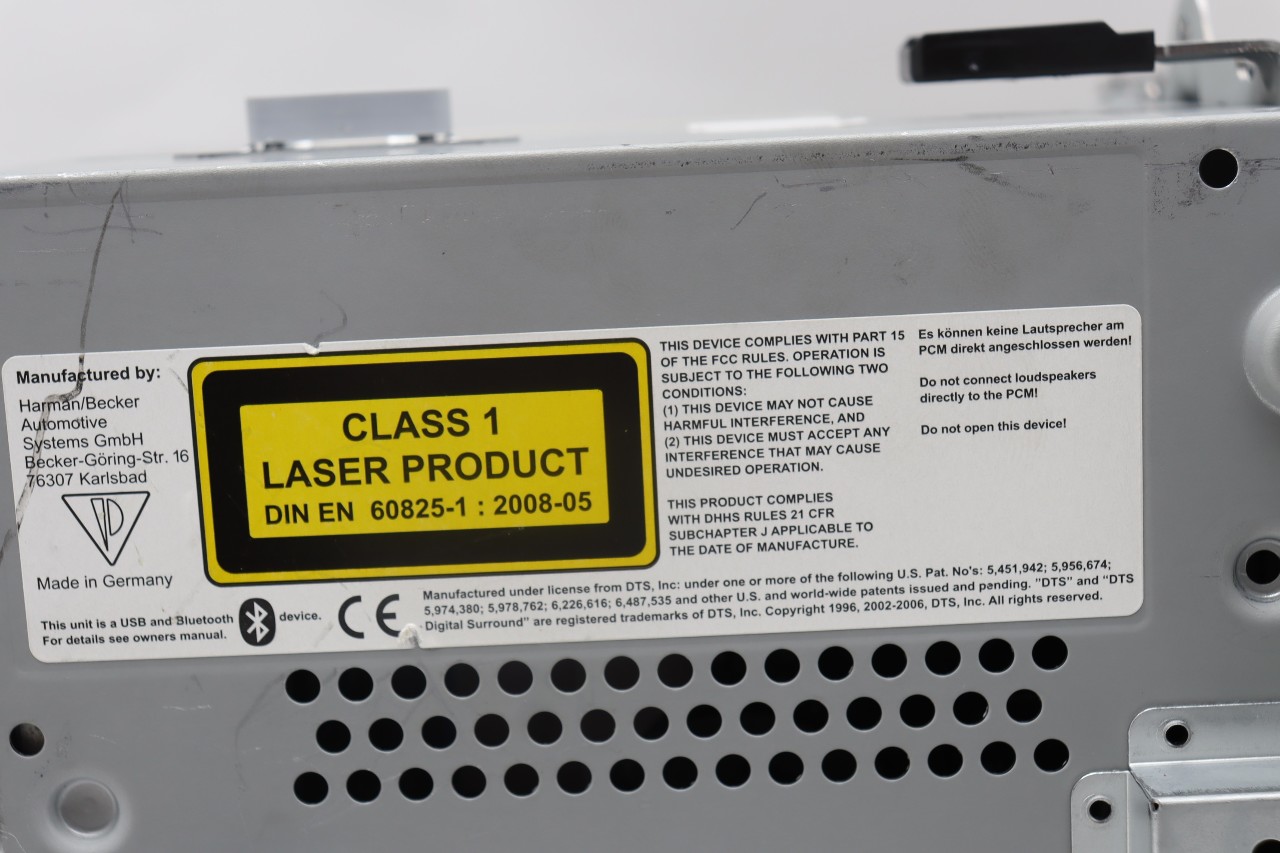 Manufactured by:
Harman/Becker
Automotive
Systems GmbH
Becker-Göring-Str. 16
76307 Karlsbad
Made in Germany
This unit is a USB and Bluetooth device.
For details see owners manual.
CE
CLASS 1
LASER PRODUCT
DIN EN 60825-1 : 2008-05
THIS DEVICE COMPLIES WITH PART 15
OF THE FCC RULES. OPERATION IS
SUBJECT TO THE FOLLOWING TWO
CONDITIONS:
(1) THIS DEVICE MAY NOT CAUSE
HARMFUL INTERFERENCE, AND
(2) THIS DEVICE MUST ACCEPT ANY
INTERFERENCE THAT MAY CAUSE
UNDESIRED OPERATION.
THIS PRODUCT COMPLIES
WITH DHHS RULES 21 CFR
SUBCHAPTER J APPLICABLE TO
THE DATE OF MANUFACTURE.
Es können keine Lautsprecher am
PCM direkt angeschlossen werden!
Do not connect loudspeakers
directly to the PCM!
Do not open this device!
Manufactured under license from DTS, Inc: under one or more of the following U.S. Pat. No's: 5,451,942; 5,956,674;
5,974,380; 5,978,762; 6,226,616; 6,487,535 and other U.S. and world-wide patents issued and pending. "DTS" and "DTS
Digital Surround" are registered trademarks of DTS, Inc. Copyright 1996, 2002-2006, DTS, Inc. All rights reserved.